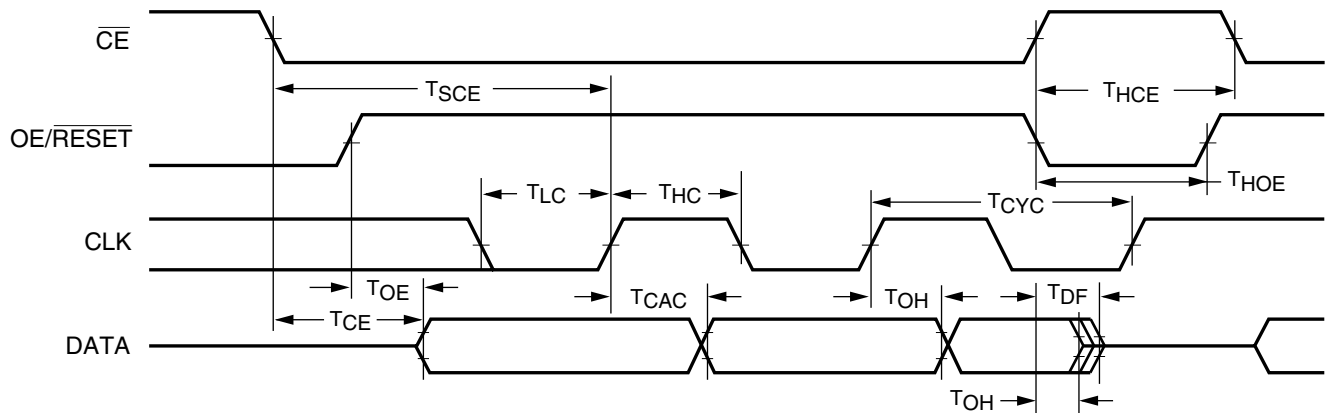 CE
TSCE
THCE
OE/RESET
TLC
THC
TCYC
THOE
CLK
TOE
TCAC
TOH
TDF
TCE
DATA
TOH